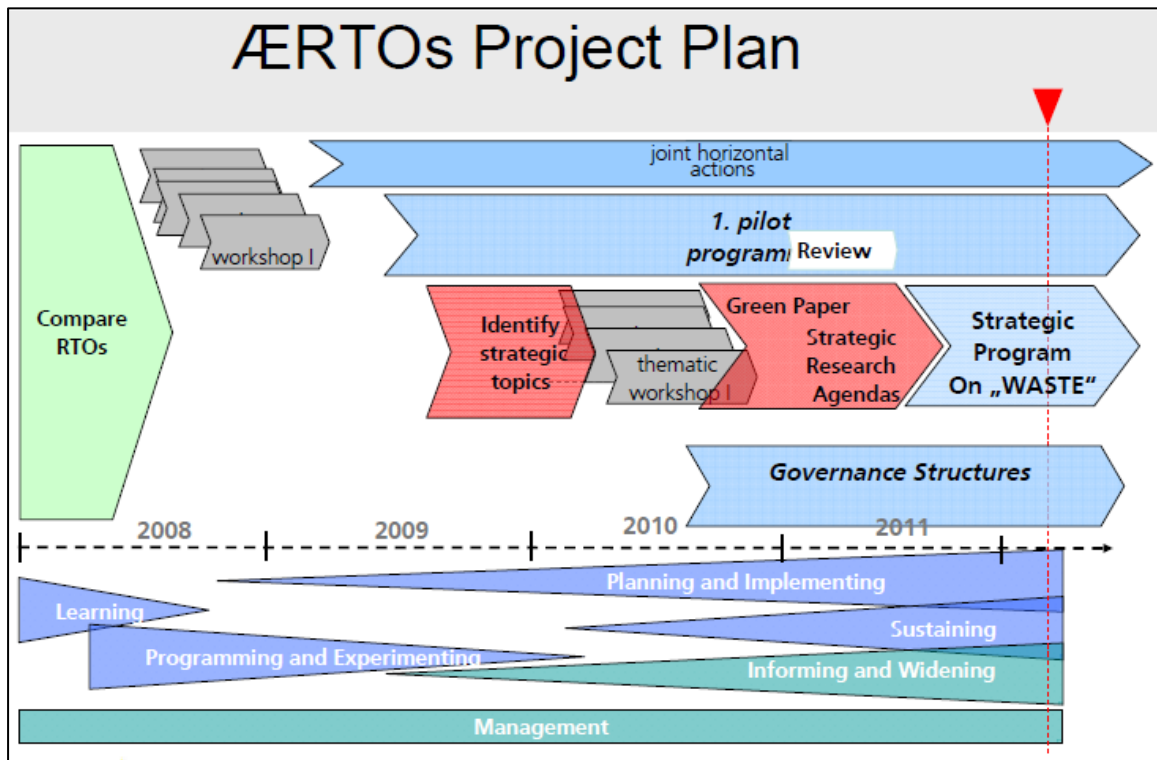 ÆRTOs Project Plan
joint horizontal
actions
1. pilot
program
Review
workshop I
Compare
RTOs
Identify
strategic
topics
thematic
workshop I
Green Paper
Strategic
Research
Agendas
Strategic
Program
On „WASTE“
Governance Structures
2008
2009
2010
2011
Planning and Implementing
Learning
Sustaining
Programming and Experimenting
Informing and Widening
Management